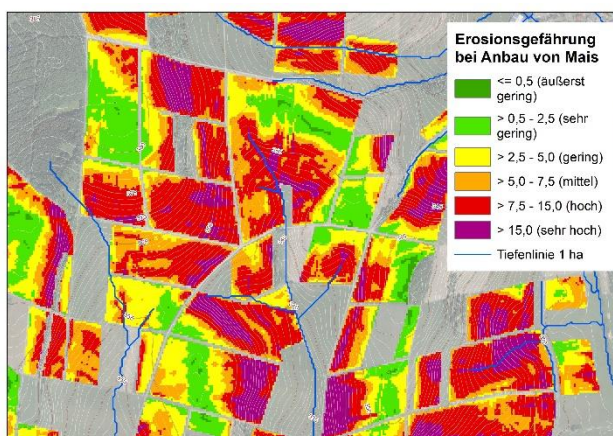 Erosionsgefährung
bei Anbau von Mais
<= 0,5 (äußerst
gering)
> 0,5 - 2,5 (sehr
gering)
> 2,5 - 5,0 (gering)
> 5,0 - 7,5 (mittel)
> 7,5 - 15,0 (hoch)
> 15,0 (sehr hoch)
Tiefenlinie 1 ha